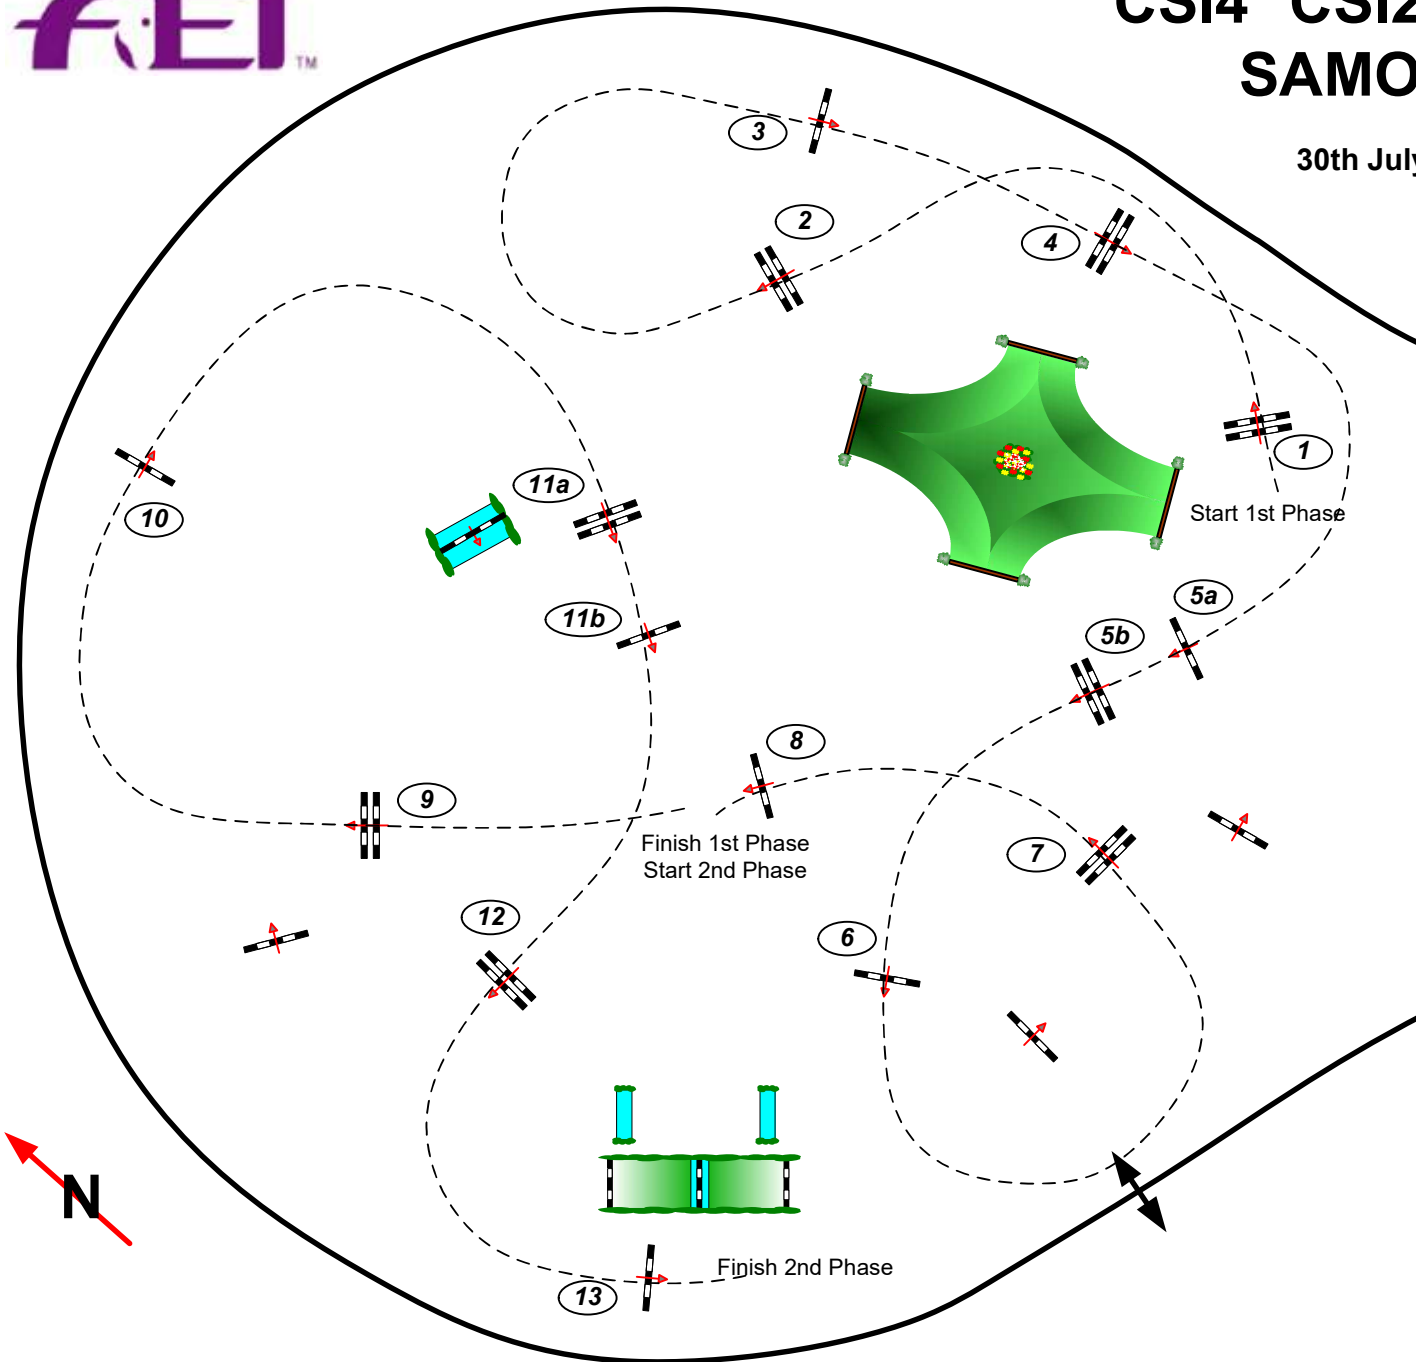 FEI™
CSI4 CSI2
SAMO
30th July
3
2
4
1
Start 1st Phase
10
11a
11b
5a
5b
8
9
Finish 1st Phase
Start 2nd Phase
7
12
6
N
Finish 2nd Phase
13